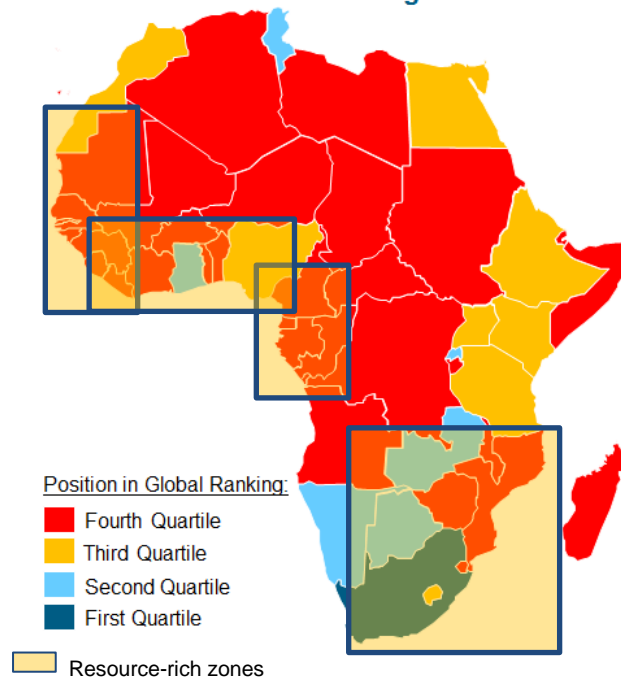 Position in Global Ranking:
Fourth Quartile
Third Quartile
Second Quartile
First Quartile
Resource-rich zones